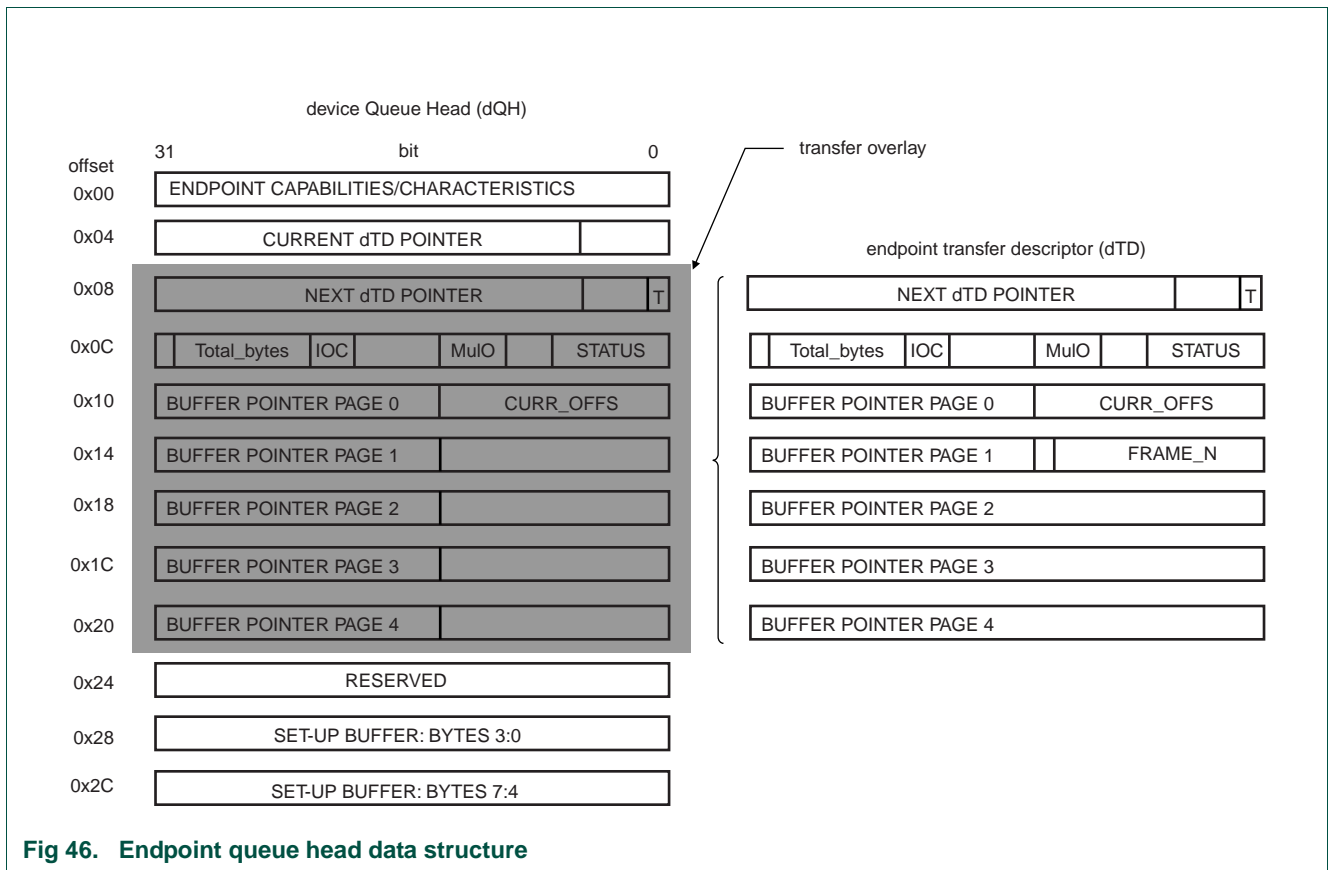 device Queue Head (dQH)
31 bit 0
offset
transfer overlay
0x00 ENDPOINT CAPABILITIES/CHARACTERISTICS
0x04 CURRENT dTD POINTER
endpoint transfer descriptor (dTD)
0x08 NEXT dTD POINTER T NEXT dTD POINTER T
0x0C Total_bytes IOC MulO STATUS Total_bytes IOC MulO STATUS
0x10 BUFFER POINTER PAGE 0 CURR_OFFS BUFFER POINTER PAGE 0 CURR_OFFS
0x14 BUFFER POINTER PAGE 1 BUFFER POINTER PAGE 1 FRAME_N
0x18 BUFFER POINTER PAGE 2 BUFFER POINTER PAGE 2
0x1C BUFFER POINTER PAGE 3 BUFFER POINTER PAGE 3
0x20 BUFFER POINTER PAGE 4 BUFFER POINTER PAGE 4
0x24 RESERVED
0x28 SET-UP BUFFER: BYTES 3:0
0x2C SET-UP BUFFER: BYTES 7:4
Fig 46. Endpoint queue head data structure